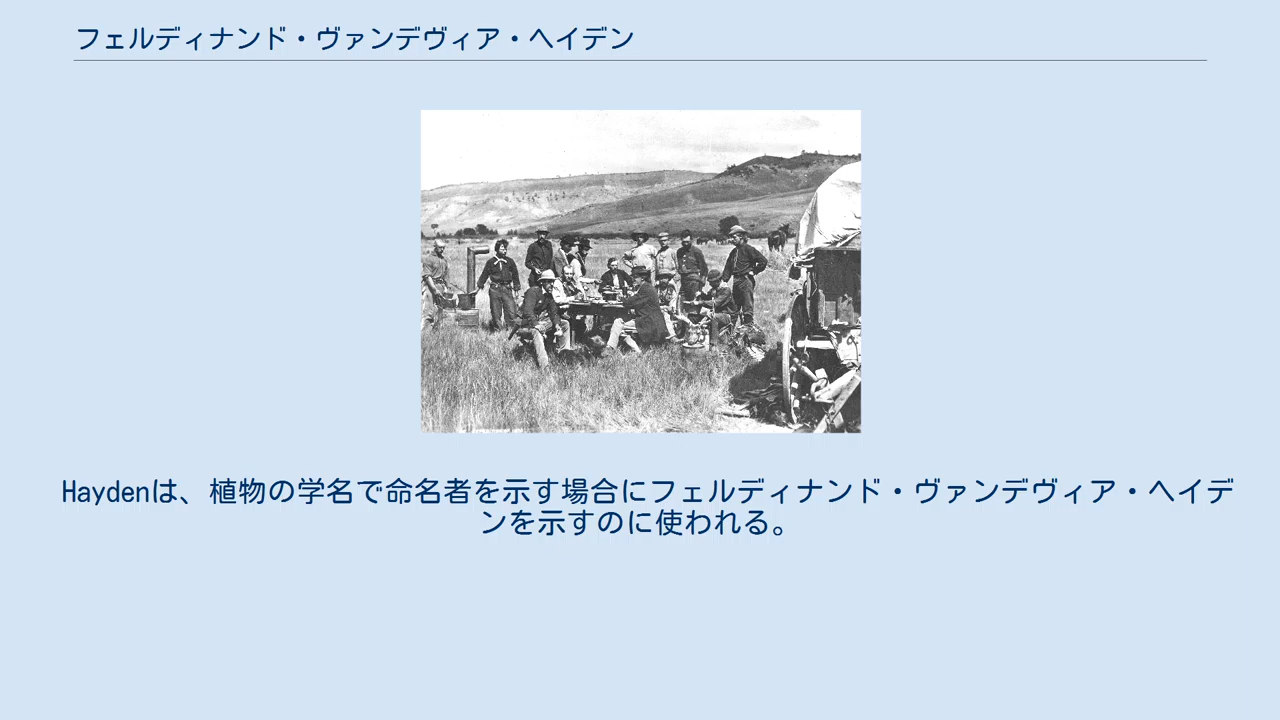 フェルディナンド・ヴァンデヴィア・ヘイデン
Haydenは、植物の学名で命名者を示す場合にフェルディナンド・ヴァンデヴィア・ヘイデ
ンを示すのに使われる。